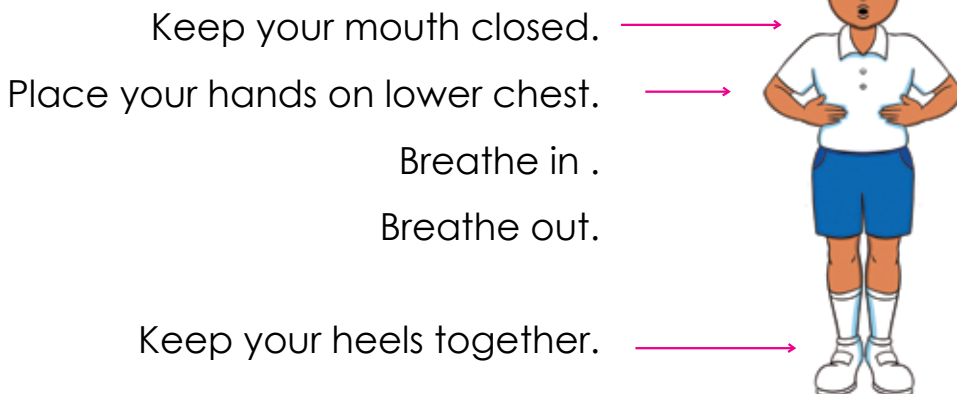 Keep your mouth closed.
Place your hands on lower chest.
Breathe in .
Breathe out.
Keep your heels together.